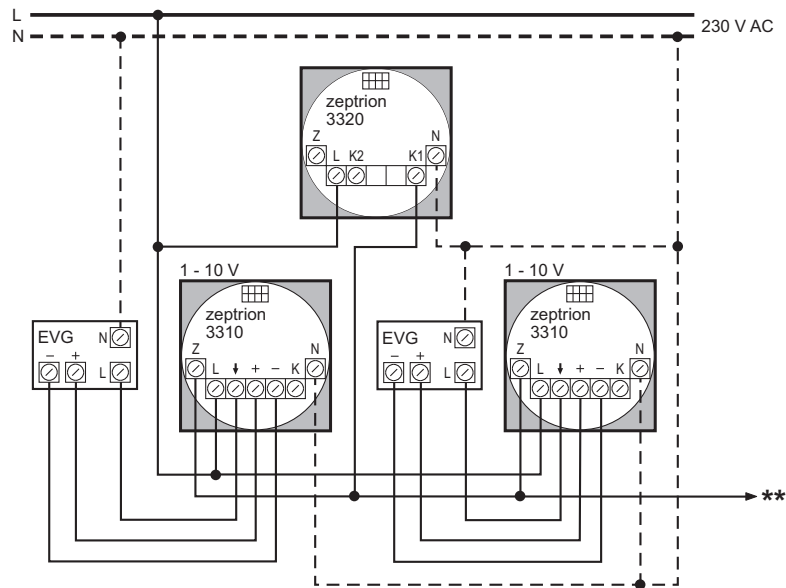 L
230 V AC
N
zeptrion
3320
Z
N
L K2 K1
1 - 10 V
1 - 10 V
zeptrion
3310
zeptrion
3310
EVG N
− +
L
Z
N
L ↓ + − K
EVG N
− +
L
Z
N
L ↓ + − K
**